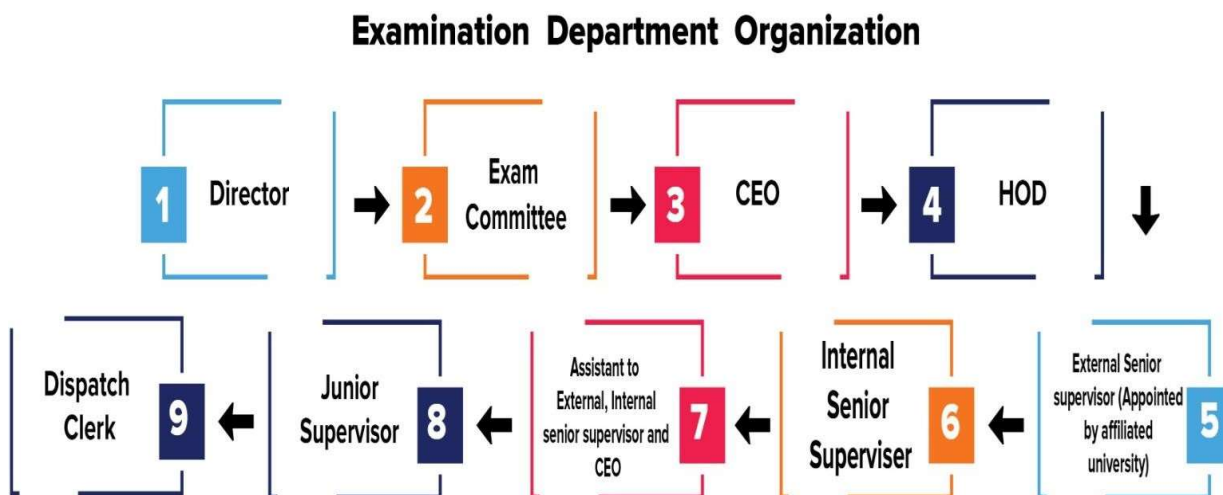 Examination Department Organization
1
Director
2
Exam
Committee
3
CEO
4
HOD
External Senior
supervisor (Appointed
by affiliated
university)
5
Internal
Senior
Superviser
6
Assistant to
External, Internal
senior supervisor and
CEO
7
Junior
Supervisor
8
Dispatch
Clerk
9